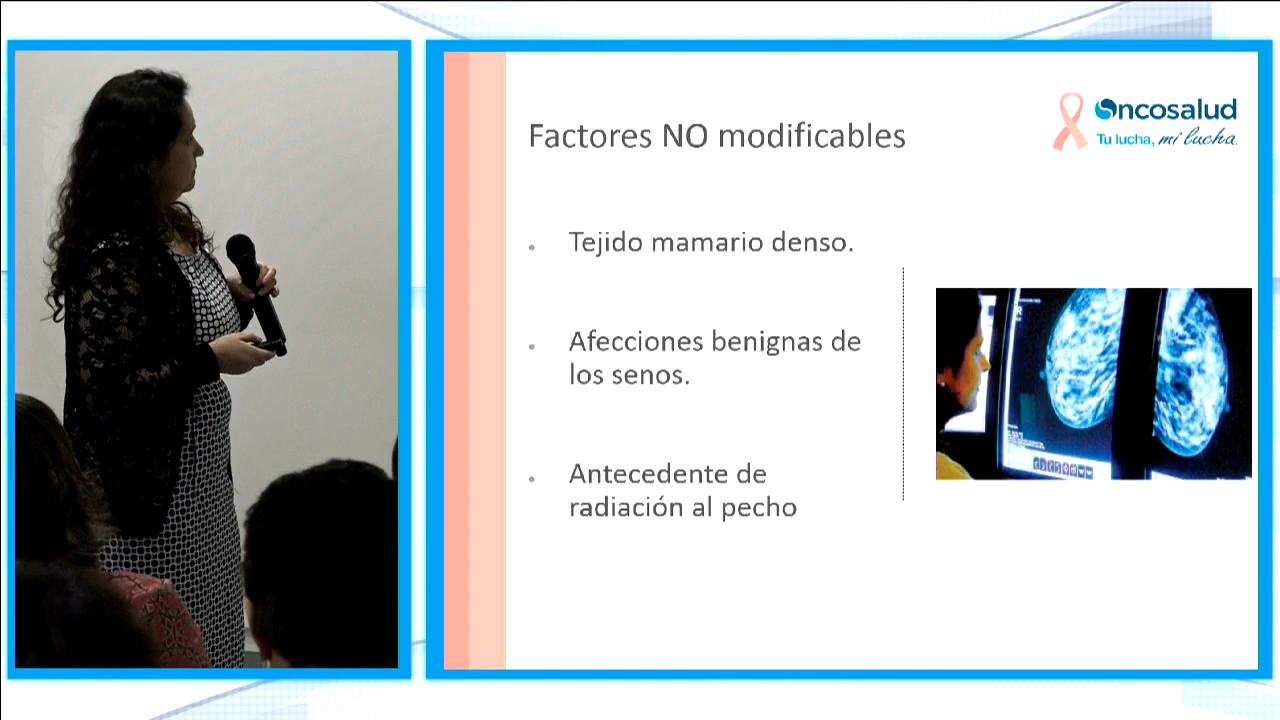 Factores NO modificables
Oncosalud
Tu lucha, mi lucha.
Tejido mamario denso.
Afecciones benignas de
los senos.
Antecedente de
radiación al pecho